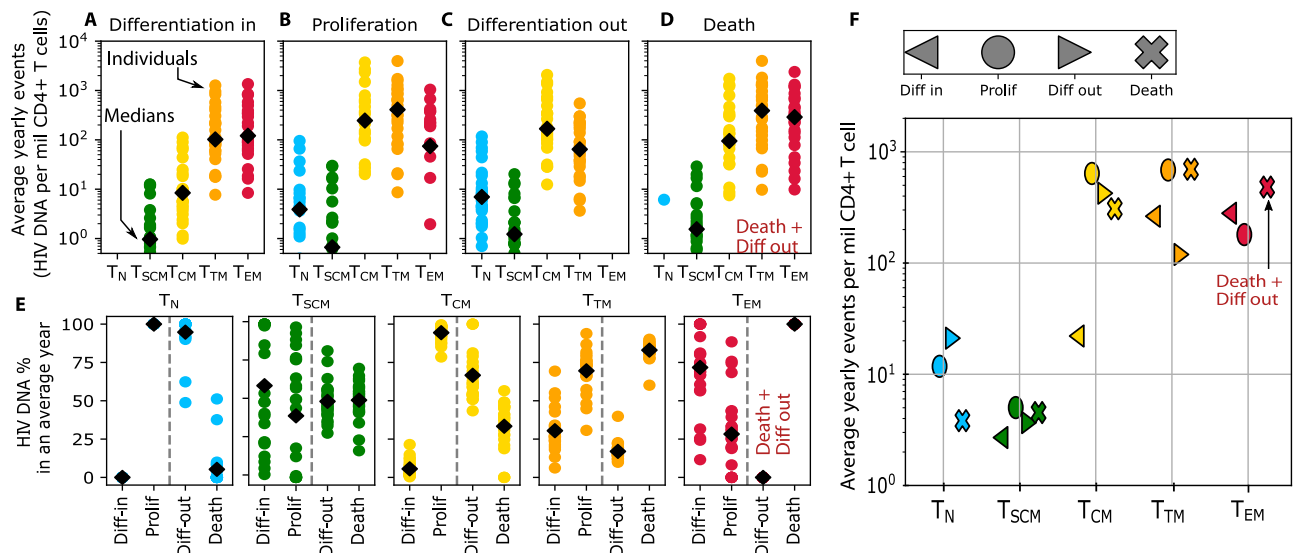 A Differentiation in
B Proliferation
C Differentiation out
D Death
F
Average yearly events
(HIV DNA per mil CD4+ T cells)
10^4
10^3
10^2
10^1
10^0
Individuals
Medians
Death +
Diff out
T_N T_SCM T_CM T_TM T_EM
T_N T_SCM T_CM T_TM T_EM
T_N T_SCM T_CM T_TM T_EM
T_N T_SCM T_CM T_TM T_EM
E
T_N
T_SCM
T_CM
T_TM
T_EM
HIV DNA %
in an average year
100
75
50
25
0
Death +
Diff out
Diff-in Prolif Diff-out Death
Diff-in Prolif Diff-out Death
Diff-in Prolif Diff-out Death
Diff-in Prolif Diff-out Death
Diff-in Prolif Diff-out Death
Diff in Prolif Diff out Death
Average yearly events per mil CD4+ T cell
10^3
10^2
10^1
10^0
Death +
Diff out
T_N T_SCM T_CM T_TM T_EM